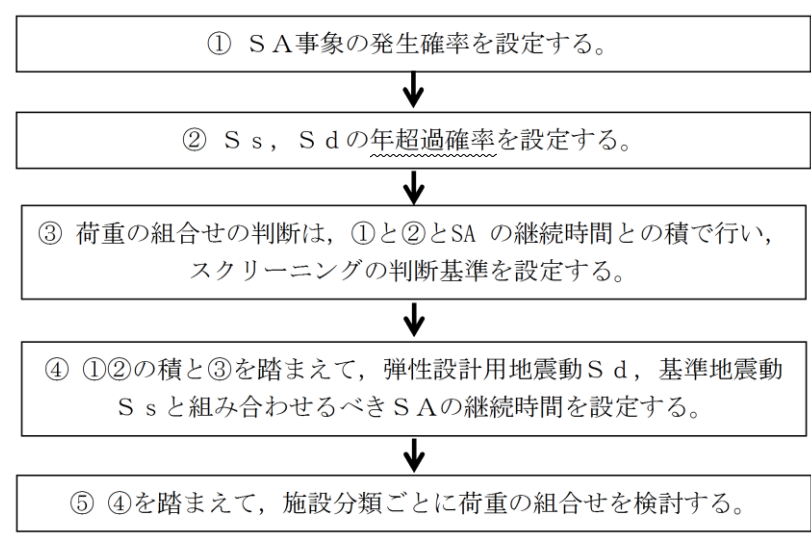 ① ＳＡ事象の発生確率を設定する。
② Ｓｓ，Ｓｄの年超過確率を設定する。
③ 荷重の組合せの判断は，①と②とSA の継続時間との積で行い，
スクリーニングの判断基準を設定する。
④ ①②の積と③を踏まえて，弾性設計用地震動Ｓｄ，基準地震動
Ｓｓと組み合わせるべきＳＡの継続時間を設定する。
⑤ ④を踏まえて，施設分類ごとに荷重の組合せを検討する。